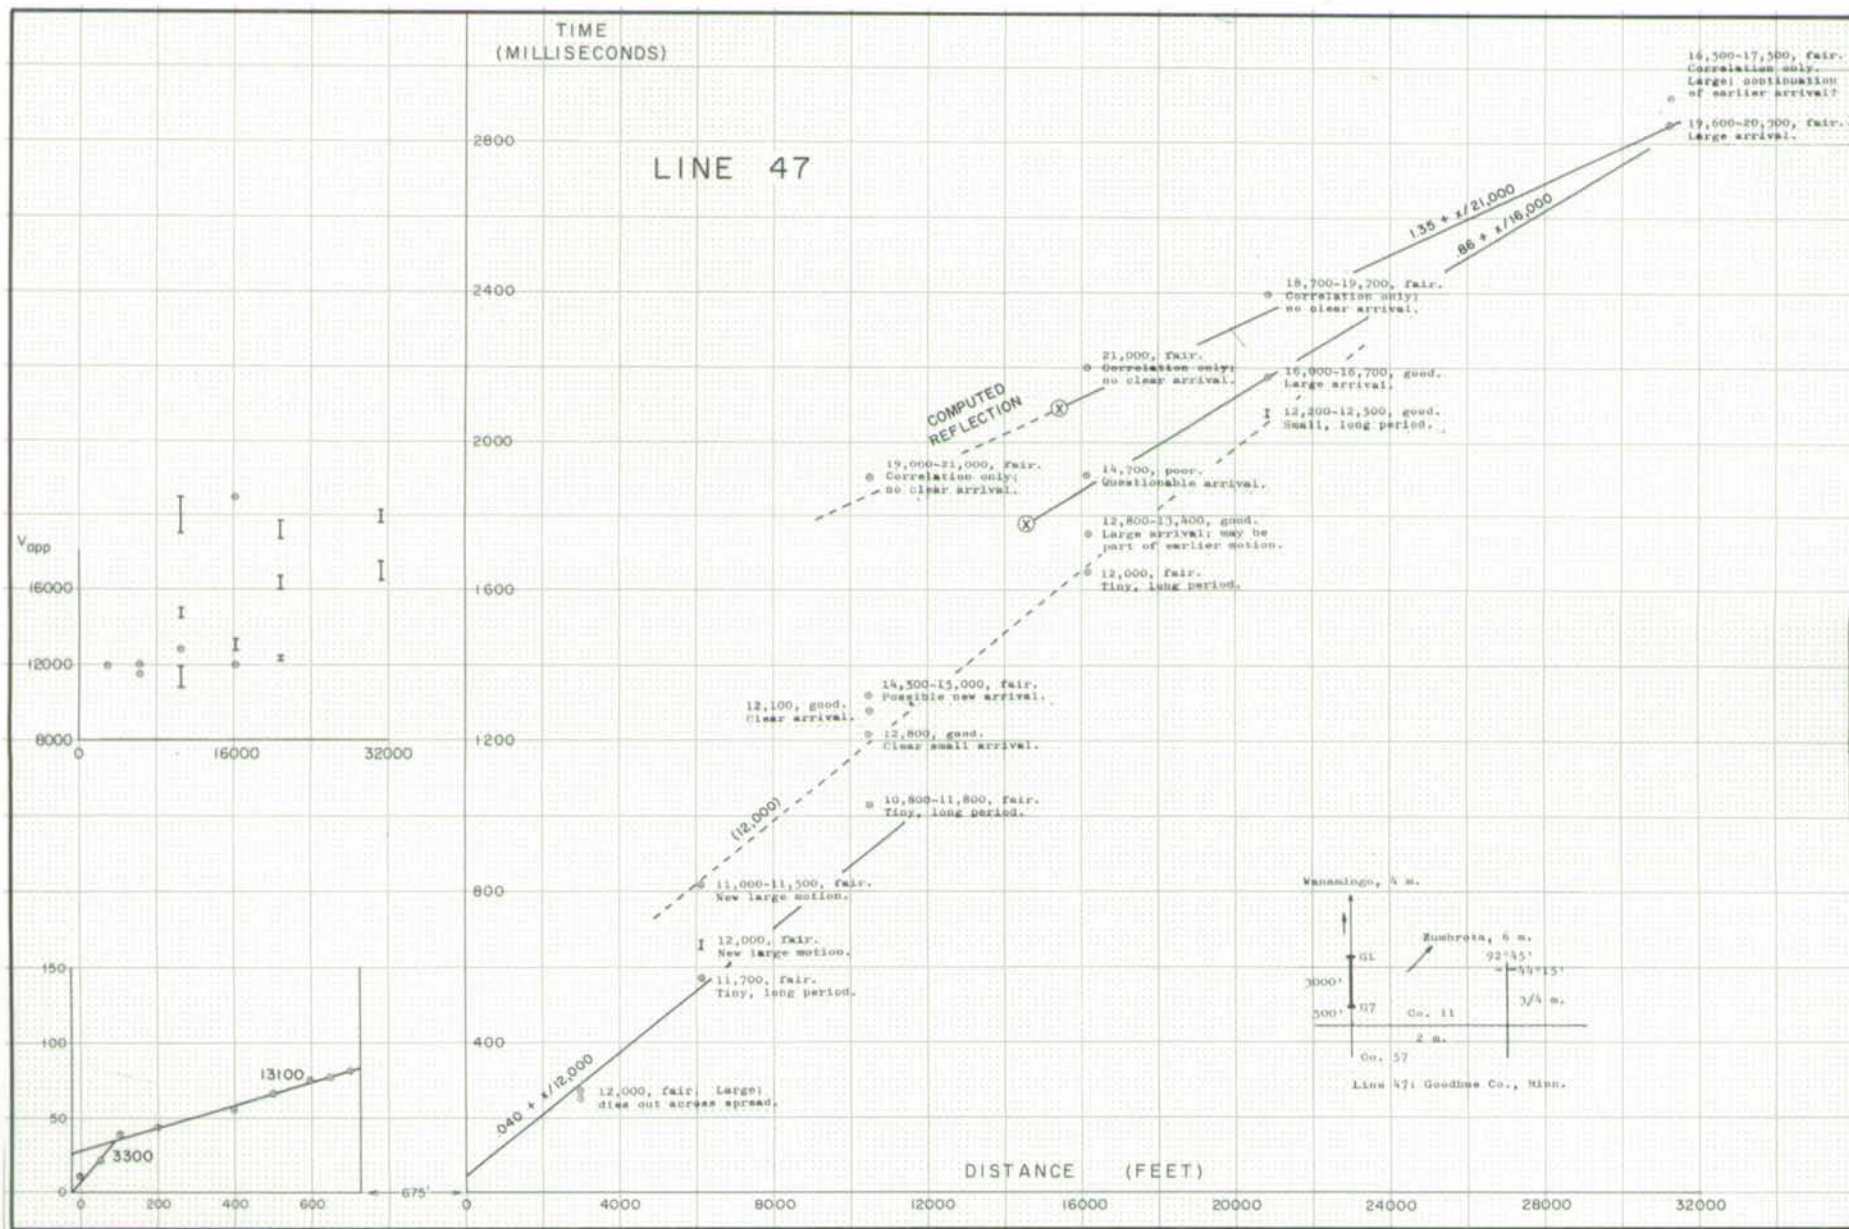 TIME
(MILLISECONDS)
LINE 47
16,500-17,500, fair.
Correlation only.
Large; continuation
of earlier arrival?
19,600-20,300, fair.
Large arrival.
2800
1.35 + x/21,000
.86 + x/16,000
2400
18,700-19,700, fair.
Correlation only;
no clear arrival.
21,000, fair.
Correlation only;
no clear arrival.
16,000-16,700, good.
Large arrival.
COMPUTED
REFLECTION
12,200-12,500, good.
Small, long period.
2000
19,000-21,000, fair.
Correlation only;
no clear arrival.
14,700, poor.
Questionable arrival.
12,800-13,400, good.
Large arrival; may be
part of earlier motion.
1600
12,000, fair.
Tiny, long period.
Vapp
16000
12000
8000
0 16000 32000
14,500-15,000, fair.
Possible new arrival.
12,100, good.
Clear arrival.
1200
12,800, good.
Clear small arrival.
10,800-11,800, fair.
Tiny, long period.
(12,000)
800
11,000-11,500, fair.
New large motion.
12,000, fair.
New large motion.
11,700, fair.
Tiny, long period.
Wanamingo, 4 m.
Zumbrota, 6 m.
G1
92°45'
44°15'
3000'
3/4 m.
500'
G7
Co. 11
2 m.
Co. 57
Line 47: Goodhue Co., Minn.
400
.040 + x/12,000
12,000, fair. Large;
dies out across spread.
150
100
50
0
13100
3300
0 200 400 600
675'
DISTANCE (FEET)
0 4000 8000 12000 16000 20000 24000 28000 32000